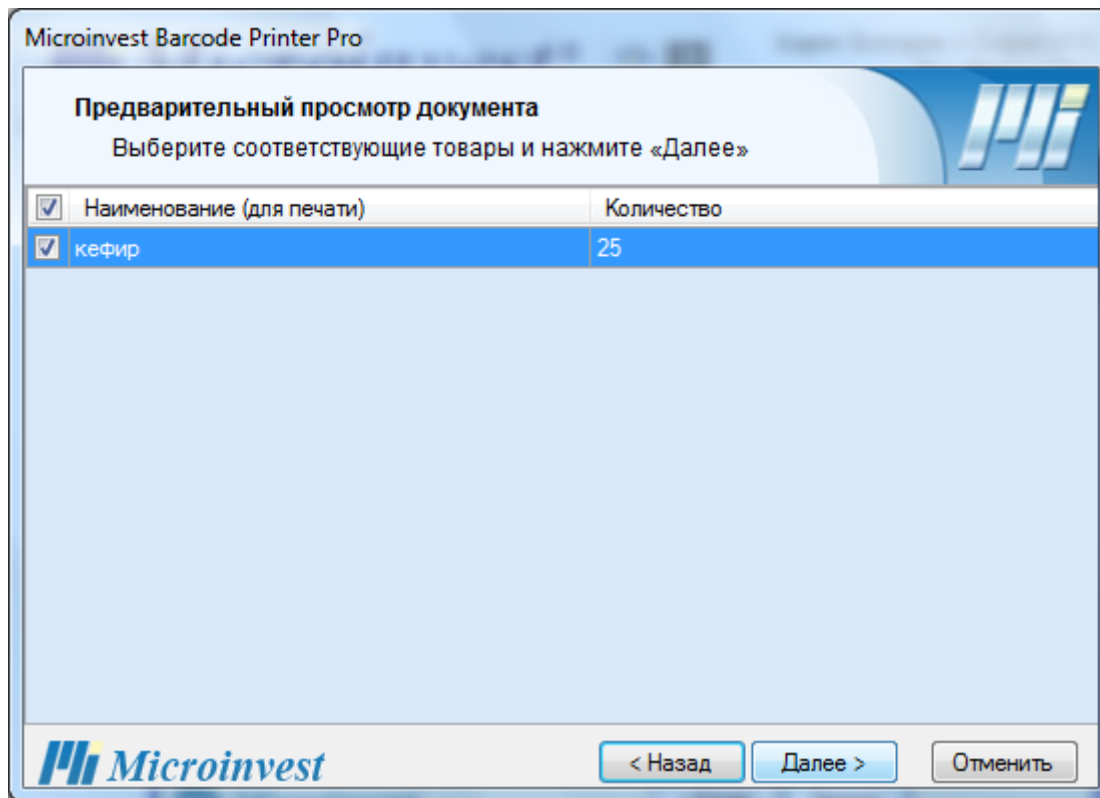 Microinvest Barcode Printer Pro
Предварительный просмотр документа
Выберите соответствующие товары и нажмите «Далее»
Наименование (для печати) Количество
кефир 25
Microinvest < Назад Далее > Отменить